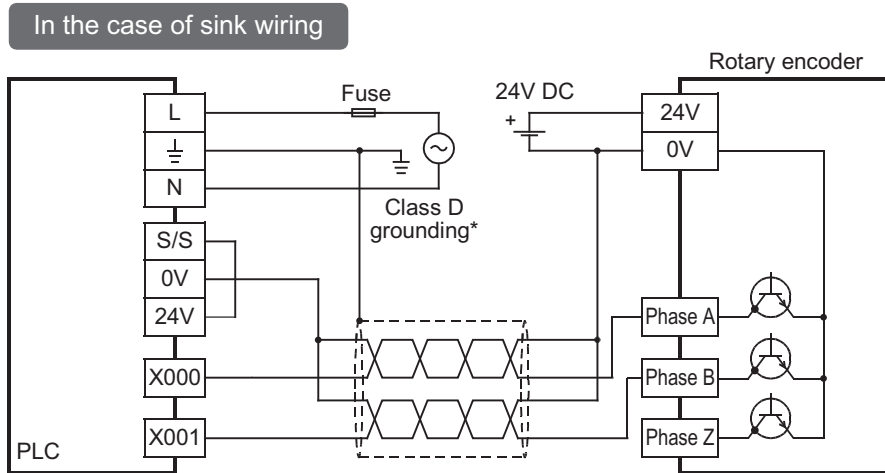 In the case of sink wiring
Rotary encoder
Fuse
24V DC
+
L
N
Class D
grounding*
24V
0V
S/S
0V
24V
X000
X001
Phase A
Phase B
Phase Z
PLC